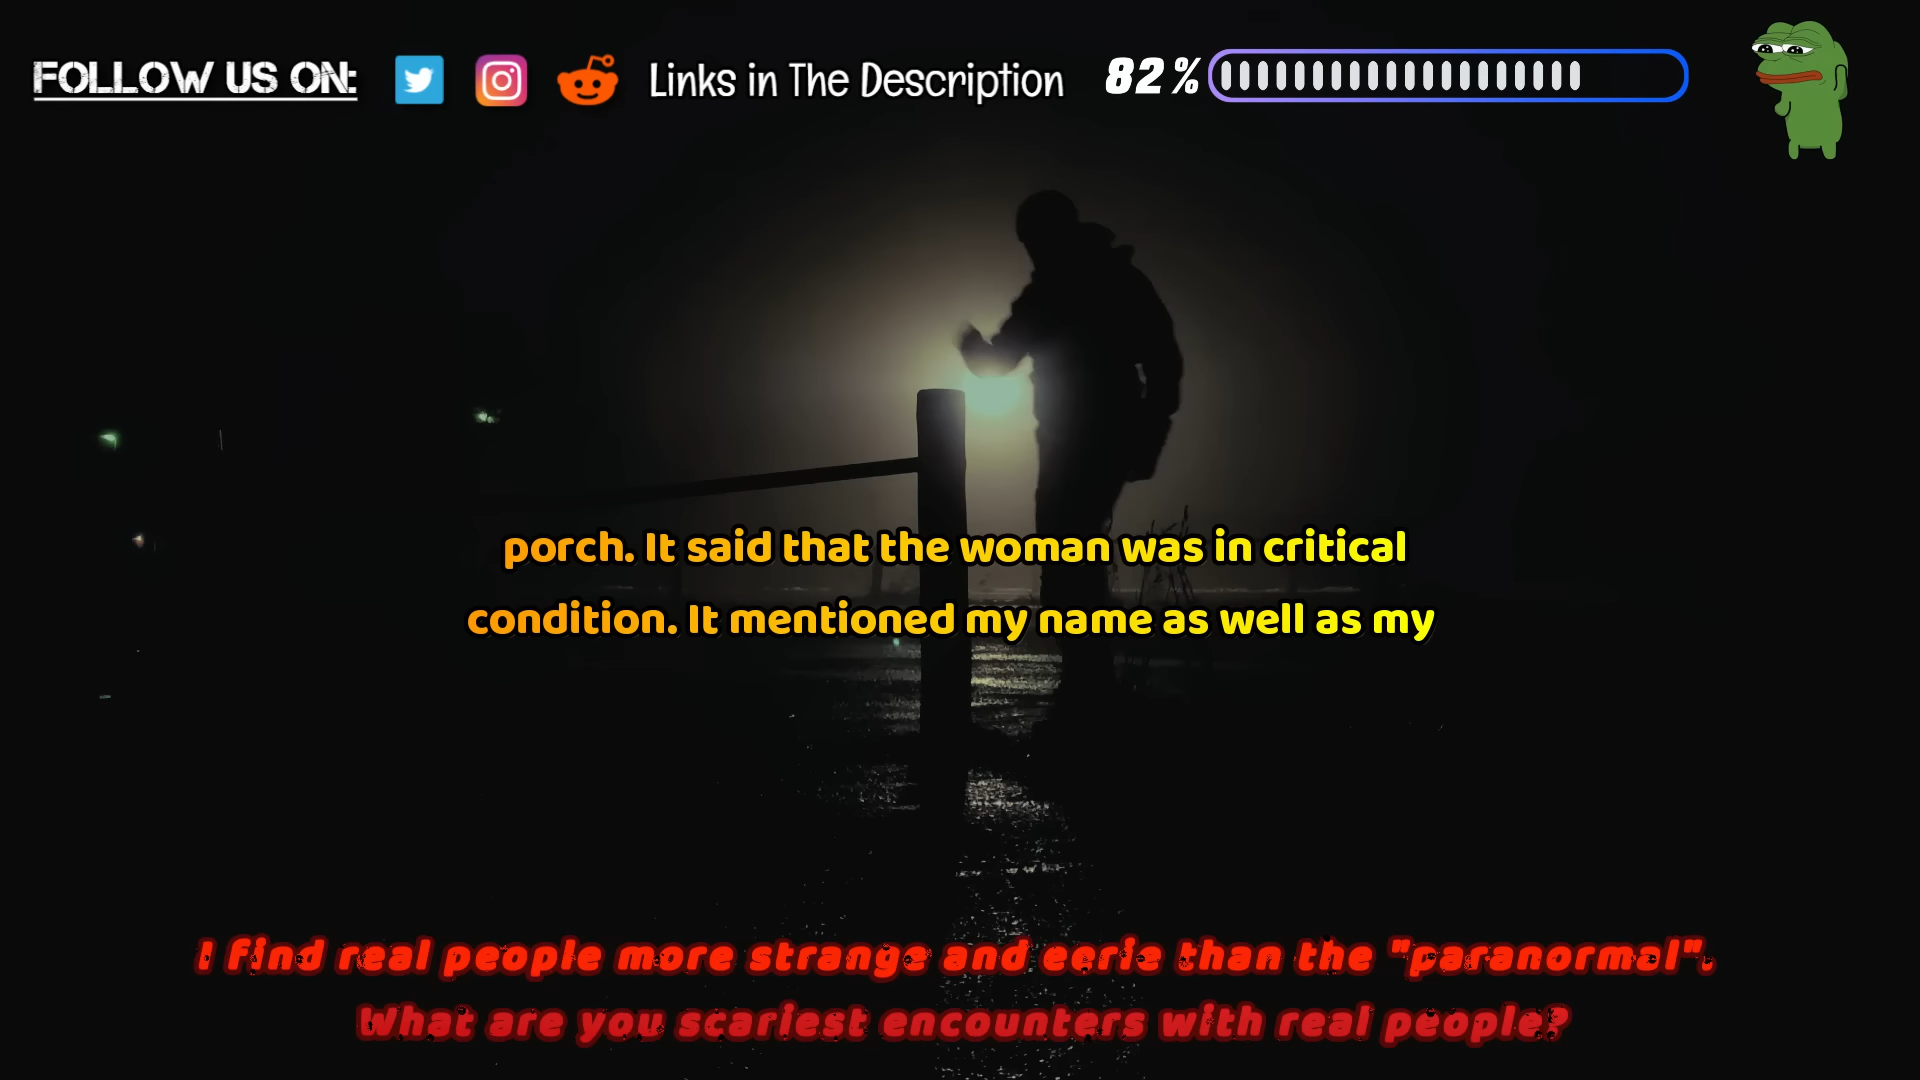 FOLLOW US ON: Links in The Description 82%
porch. It said that the woman was in critical
condition. It mentioned my name as well as my
I find real people more strange and eerie than the "paranormal".
What are you scariest encounters with real people?